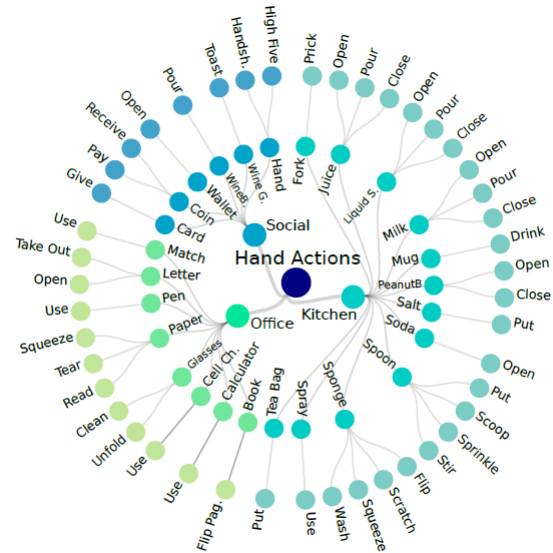 Hand Actions
Social
Hand
High Five
Handsh.
Wine G.
Toast
WineB.
Pour
Wallet
Open
Coin
Receive
Pay
Card
Give
Office
Match
Use
Letter
Take Out
Open
Pen
Use
Paper
Squeeze
Tear
Read
Glasses
Clean
Unfold
Cell Ch.
Use
Calculator
Use
Book
Flip Pag.
Kitchen
Fork
Prick
Juice
Open
Pour
Close
Liquid S.
Open
Pour
Close
Milk
Open
Pour
Close
Mug
Drink
PeanutB
Open
Close
Salt
Put
Soda
Open
Spoon
Put
Scoop
Sprinkle
Stir
Sponge
Flip
Scratch
Squeeze
Wash
Spray
Use
Tea Bag
Put